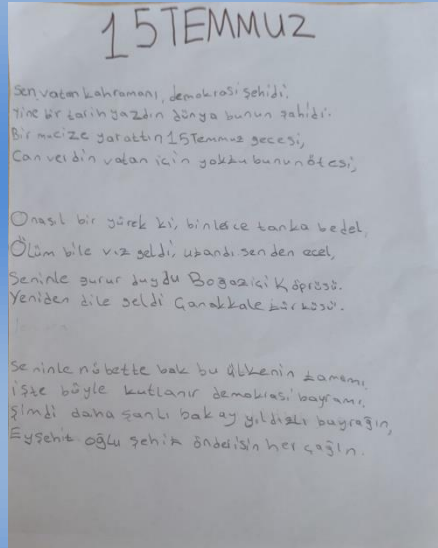 15 TEMMUZ
Sen, vatan kahramanı, demokrasi şehidi.
Yine bir tarih yazdın dünya bunun şahidi.
Bir mucize yarattın 15 Temmuz gecesi,
Can verdin vatan için yoktu bunun ötesi,
O nasıl bir yürek ki, binlerce tanka bedel,
Ölüm bile vız geldi, utandı senden ecel,
Seninle gurur duydu Boğaziçi Köprüsü.
Yeniden dile geldi Çanakkale türküsü.
Seninle nöbette bak bu ülkenin tamamı,
işte böyle kutlanır demokrasi bayramı,
Şimdi daha şanlı bak ay yıldızlı bayrağın,
Ey şehit oğlu şehit önderisin her çağın.